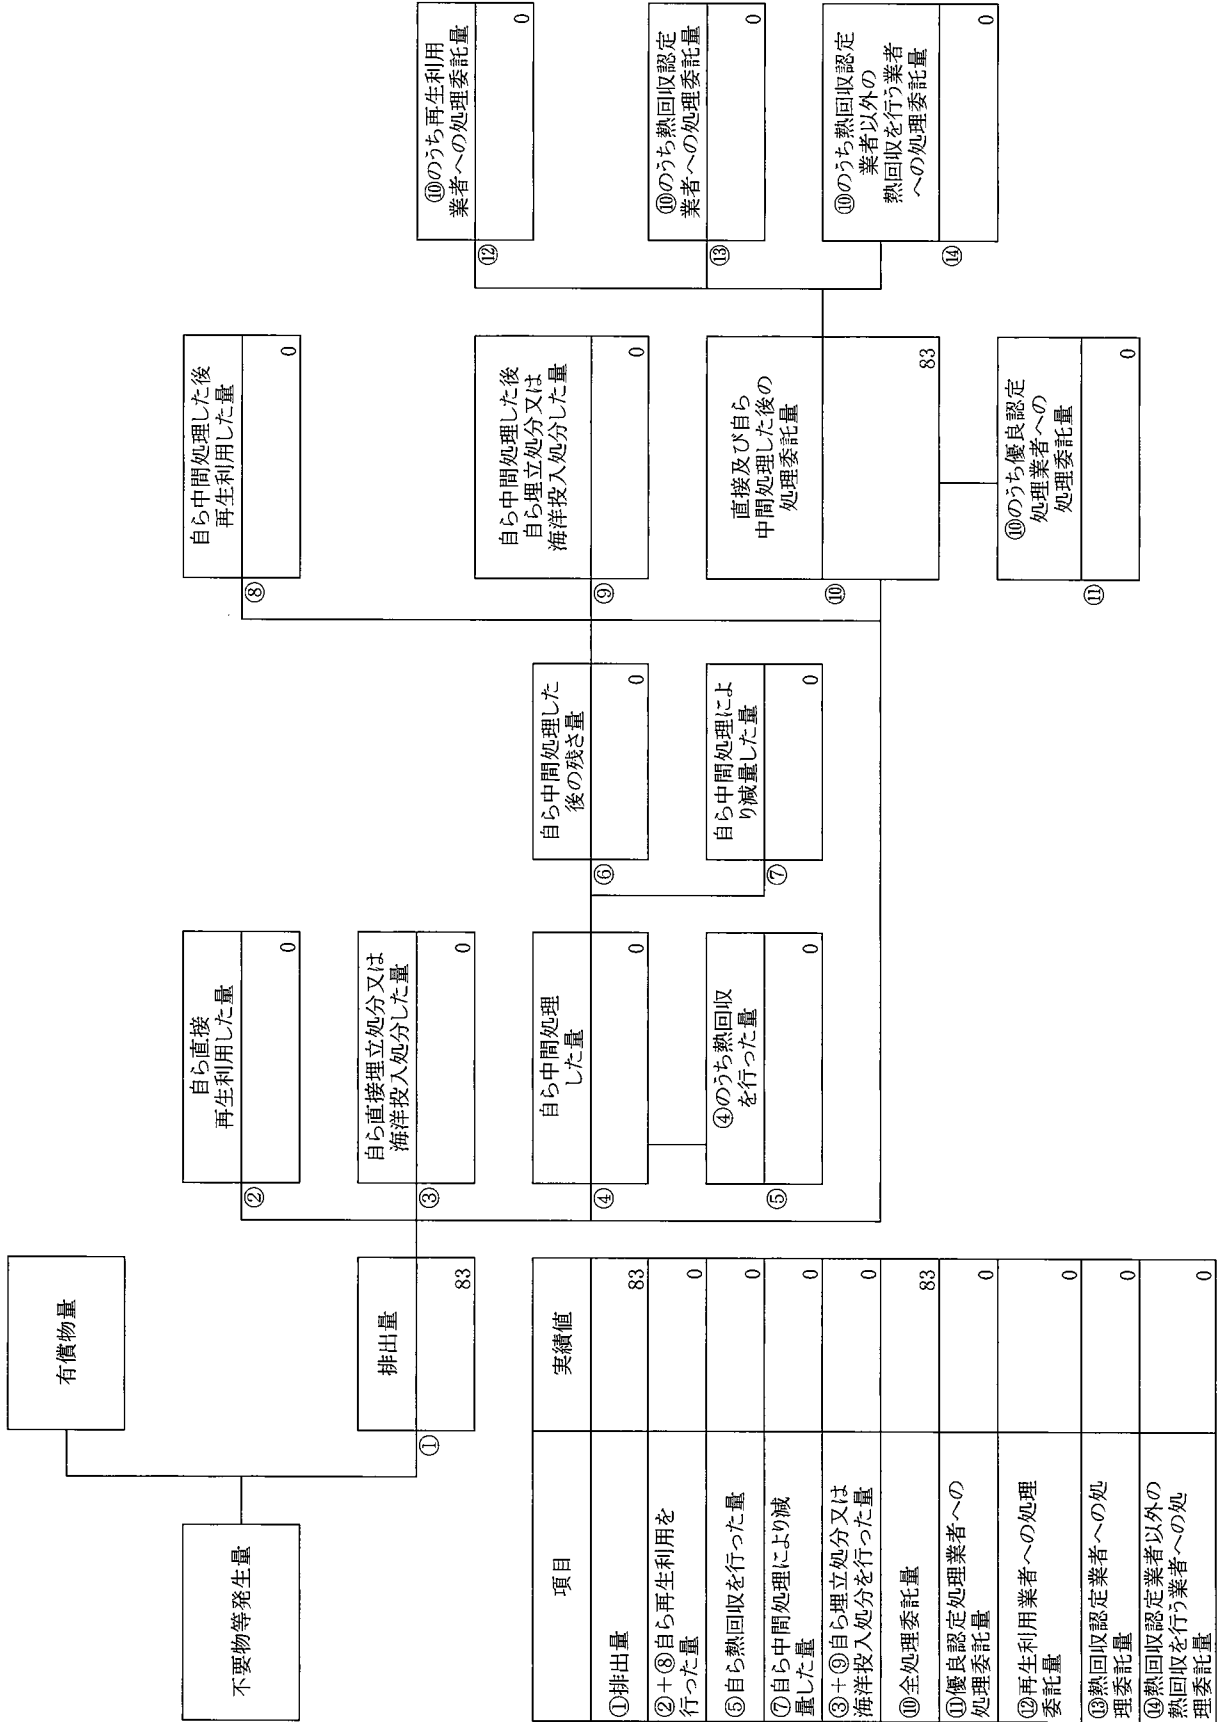 不要物等発生量
有償物量
排出量
①
83
自ら直接
再生利用した量
②
0
自ら直接埋立処分又は
海洋投入処分した量
③
0
自ら中間処理
した量
④
0
④のうち熱回収
を行った量
⑤
0
自ら中間処理した
後の残さ量
⑥
0
自ら中間処理によ
り減量した量
⑦
0
自ら中間処理した後
再生利用した量
⑧
0
自ら中間処理した後
自ら埋立処分又は
海洋投入処分した量
⑨
0
直接及び自ら
中間処理した後の
処理委託量
⑩
83
⑩のうち優良認定
処理業者への
処理委託量
⑪
0
⑩のうち再生利用
業者への処理委託量
⑫
0
⑩のうち熱回収認定
業者への処理委託量
⑬
0
⑩のうち熱回収認定
業者以外の
熱回収を行う業者
への処理委託量
⑭
0
項目
実績値
①排出量
83
②+⑧自ら再生利用を
行った量
0
⑤自ら熱回収を行った量
0
⑦自ら中間処理により減
量した量
0
③+⑨自ら埋立処分又は
海洋投入処分を行った量
0
⑩全処理委託量
83
⑪優良認定処理業者への
処理委託量
0
⑫再生利用業者への処理
委託量
0
⑬熱回収認定業者への処
理委託量
0
⑭熱回収認定業者以外の
熱回収を行う業者への処
理委託量
0